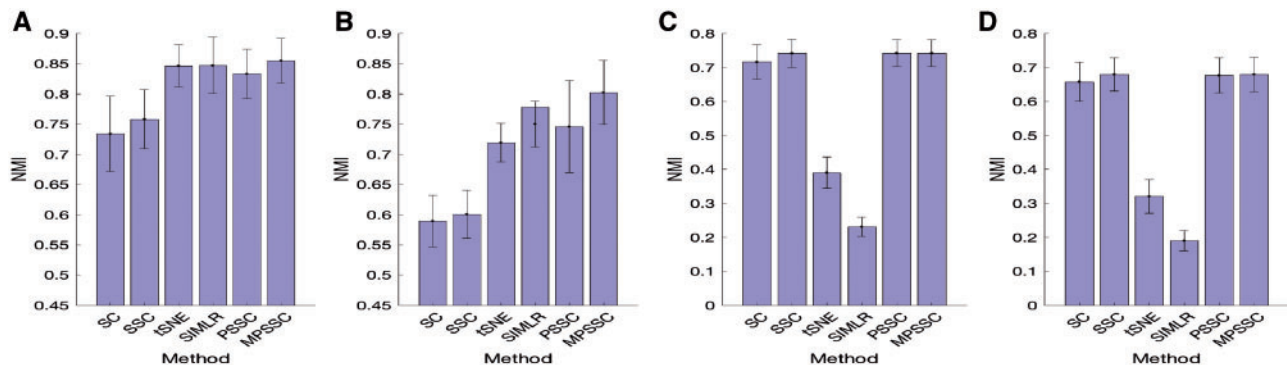 A
0.9
0.85
0.8
0.75
0.7
0.65
0.6
0.55
0.5
0.45
NMI
SC
SSC
tSNE
SIMLR
PSSC
MPSSC
Method
B
0.9
0.85
0.8
0.75
0.7
0.65
0.6
0.55
0.5
0.45
NMI
SC
SSC
tSNE
SIMLR
PSSC
MPSSC
Method
C
0.8
0.7
0.6
0.5
0.4
0.3
0.2
0.1
0
NMI
SC
SSC
tSNE
SIMLR
PSSC
MPSSC
Method
D
0.8
0.7
0.6
0.5
0.4
0.3
0.2
0.1
0
NMI
SC
SSC
tSNE
SIMLR
PSSC
MPSSC
Method